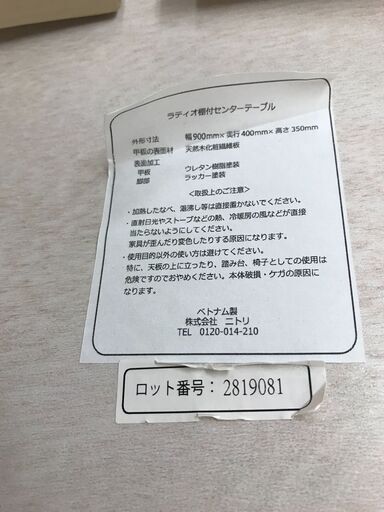 ラティオ棚付センターテーブル
外形寸法 幅900mm×奥行400mm×高さ350mm
甲板の表面材 天然木化粧繊維板
表面加工
甲板 ウレタン樹脂塗装
脚部 ラッカー塗装
<取扱上のご注意>
・加熱したなべ、湯沸し等は直接置かないでください。
・直射日光やストーブなどの熱、冷暖房の風などが直接
当たらないようにしてください。
家具が歪んだり変色したりする原因になります。
・使用目的以外の使い方は避けてください。
特に、天板の上に立ったり、踏み台、椅子としての使用は
危険ですのでおやめください。本体破損・ケガの原因に
なります。
ベトナム製
株式会社 ニトリ
TEL 0120-014-210
ロット番号：2819081